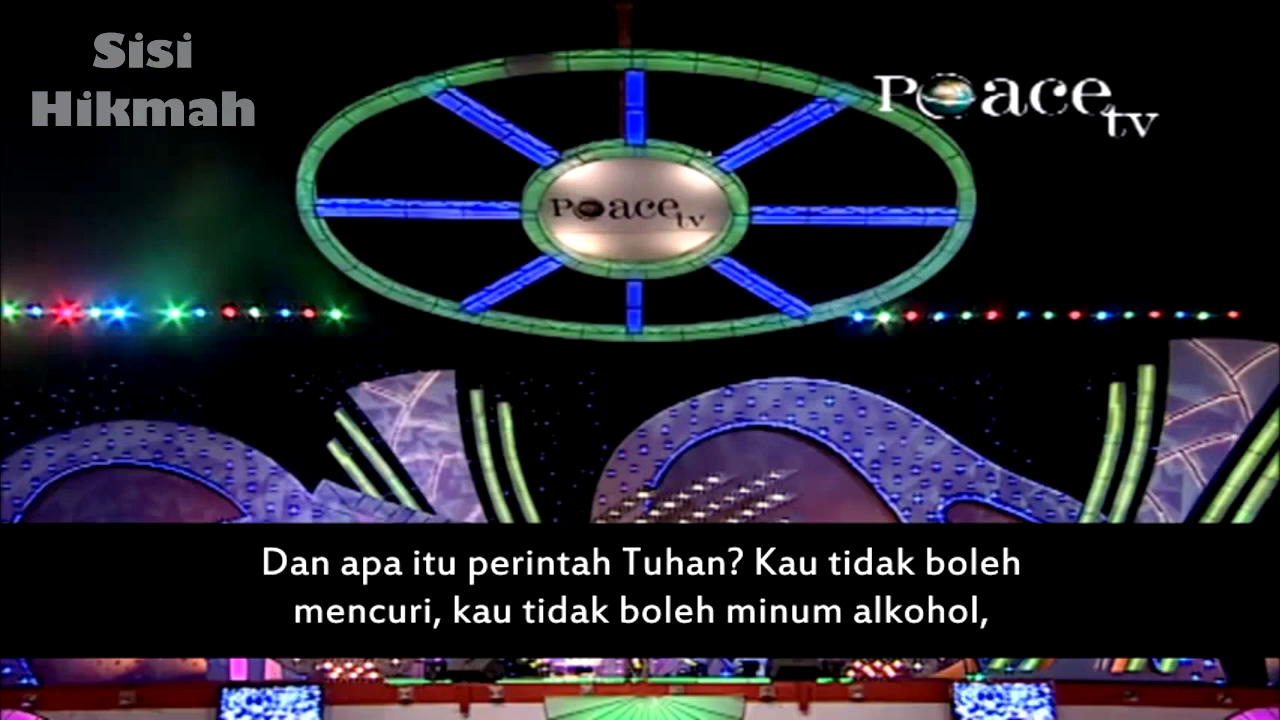 Sisi
Hikmah
Peace
tv
Peace
tv
Dan apa itu perintah Tuhan? Kau tidak boleh
mencuri, kau tidak boleh minum alkohol,